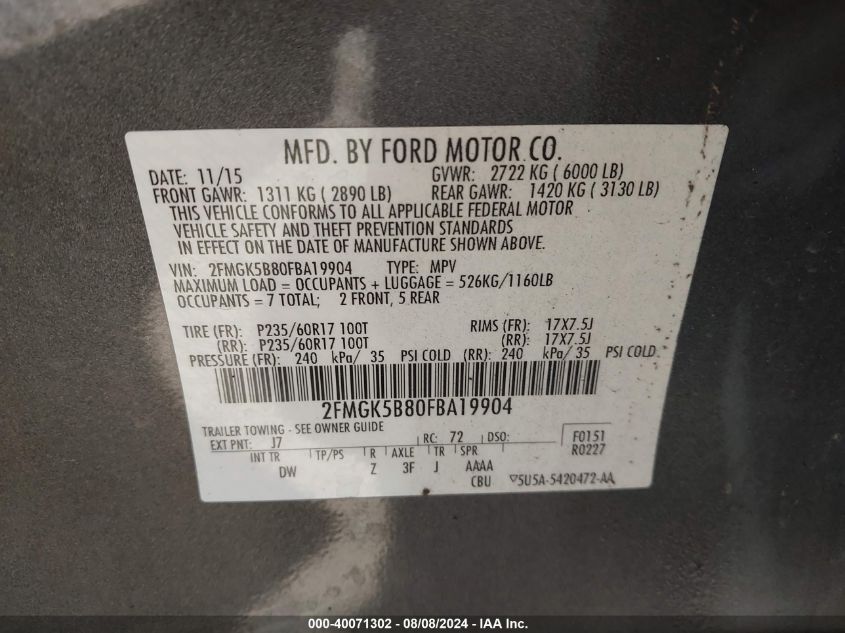 MFD. BY FORD MOTOR CO.
DATE: 11/15 GVWR: 2722 KG ( 6000 LB)
FRONT GAWR: 1311 KG ( 2890 LB) REAR GAWR: 1420 KG ( 3130 LB)
THIS VEHICLE CONFORMS TO ALL APPLICABLE FEDERAL MOTOR
VEHICLE SAFETY AND THEFT PREVENTION STANDARDS
IN EFFECT ON THE DATE OF MANUFACTURE SHOWN ABOVE.
VIN: 2FMGK5B80FBA19904 TYPE: MPV
MAXIMUM LOAD = OCCUPANTS + LUGGAGE = 526KG/1160LB
OCCUPANTS = 7 TOTAL; 2 FRONT, 5 REAR
TIRE (FR): P235/60R17 100T RIMS (FR): 17X7.5J
(RR): P235/60R17 100T (RR): 17X7.5J
PRESSURE (FR): 240 kPa/ 35 PSI COLD (RR): 240 kPa/ 35 PSI COLD
2FMGK5B80FBA19904
TRAILER TOWING - SEE OWNER GUIDE
EXT PNT: J7 RC: 72 DSO: F0151
INT TR TP/PS R AXLE TR SPR R0227
DW Z 3F J AAAA
CBU ▽5U5A-5420472-AA
000-40071302 - 08/08/2024 - IAA Inc.